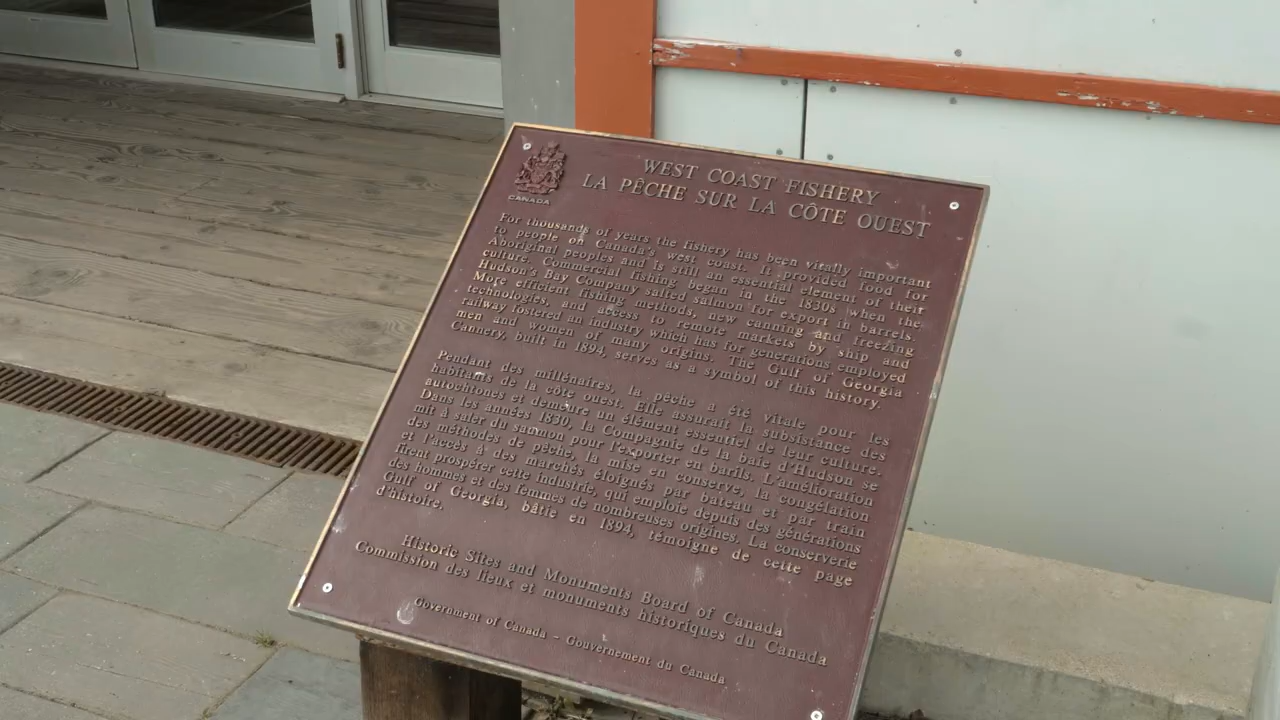 CANADA
WEST COAST FISHERY
LA PÊCHE SUR LA CÔTE OUEST
For thousands of years the fishery has been vitally important
to people on Canada's west coast. It provided food for
Aboriginal peoples and is still an essential element of their
culture. Commercial fishing began in the 1830s when the
Hudson's Bay Company salted salmon for export in barrels.
More efficient fishing methods, new canning and freezing
technologies, and access to remote markets by ship and
railway fostered an industry which has for generations employed
men and women of many origins. The Gulf of Georgia
Cannery, built in 1894, serves as a symbol of this history.
Pendant des millénaires, la pêche a été vitale pour les
habitants de la côte ouest. Elle assurait la subsistance des
autochtones et demeure un élément essentiel de leur culture.
Dans les années 1830, la Compagnie de la baie d'Hudson se
mit à saler du saumon pour l'exporter en barils. L'amélioration
des méthodes de pêche, la mise en conserve, la congélation
et l'accès à des marchés éloignés par bateau et par train
firent prospérer cette industrie, qui emploie depuis des générations
des hommes et des femmes de nombreuses origines. La conserverie
Gulf of Georgia, bâtie en 1894, témoigne de cette page
d'histoire.
Historic Sites and Monuments Board of Canada
Commission des lieux et monuments historiques du Canada
Government of Canada – Gouvernement du Canada